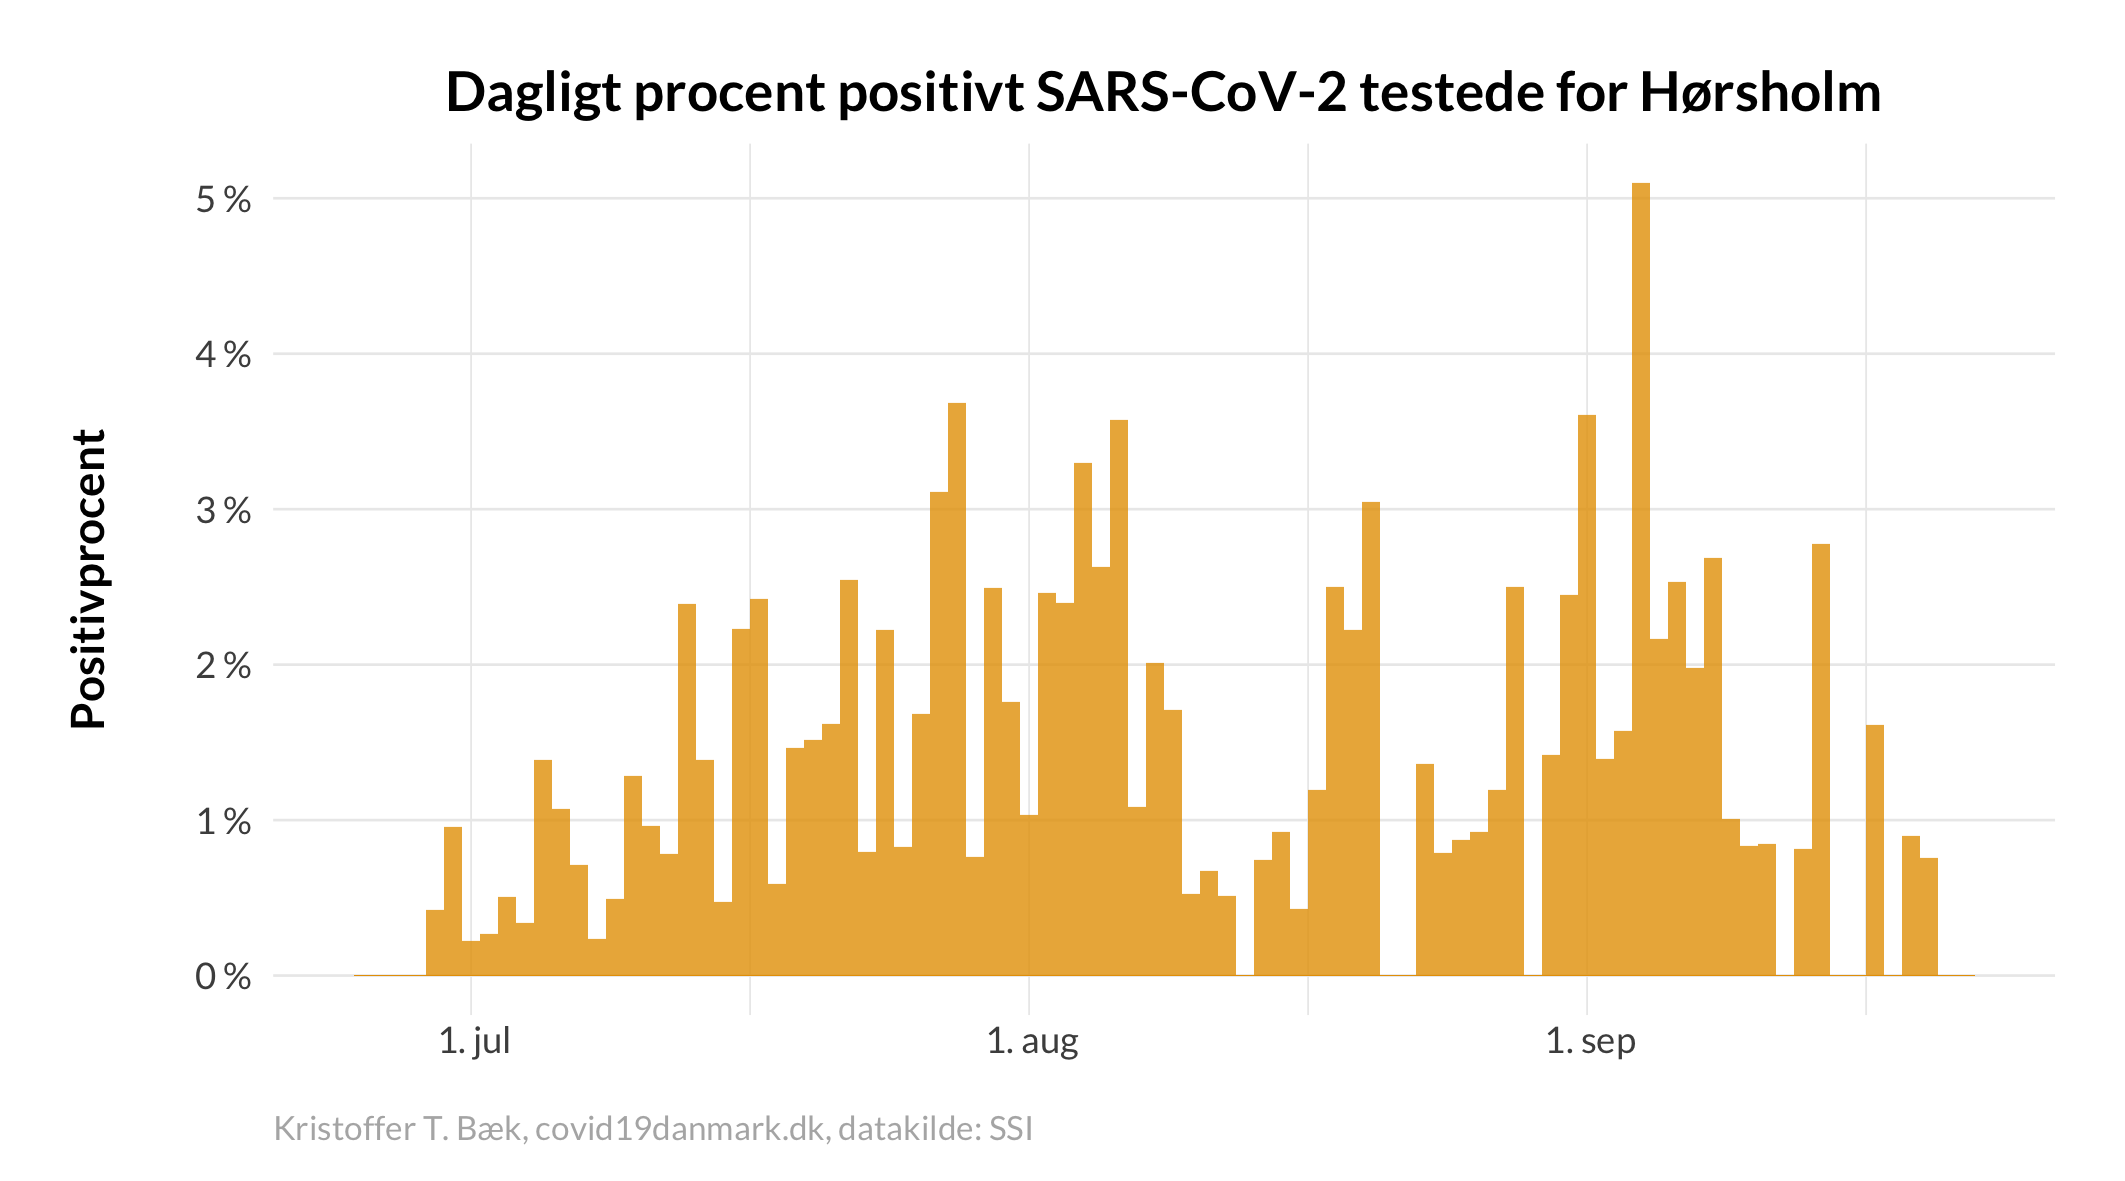 Dagligt procent positivt SARS-CoV-2 testede for Hørsholm
Positivprocent
5 %
4 %
3 %
2 %
1 %
0 %
1. jul
1. aug
1. sep
Kristoffer T. Bæk, covid19danmark.dk, datakilde: SSI